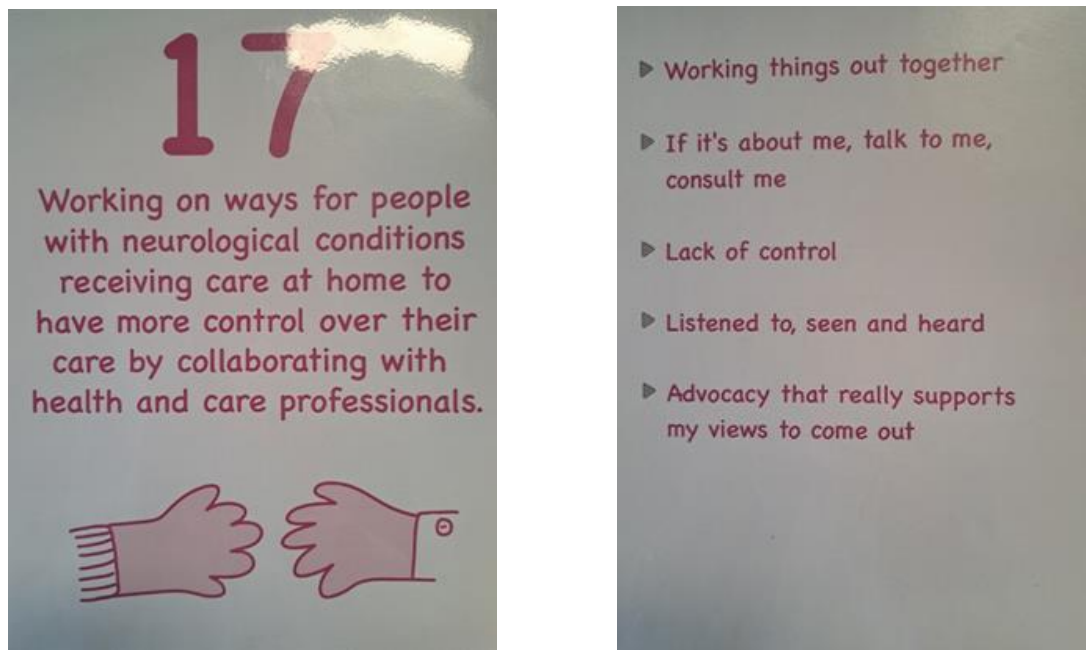 17
Working on ways for people
with neurological conditions
receiving care at home to
have more control over their
care by collaborating with
health and care professionals.
Working things out together
If it's about me, talk to me,
consult me
Lack of control
Listened to, seen and heard
Advocacy that really supports
my views to come out